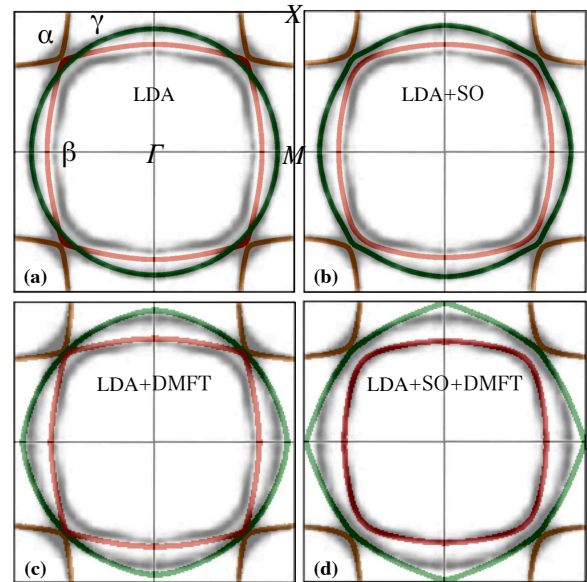 α γ X
LDA
LDA+SO
β Γ M
(a) (b)
LDA+DMFT
LDA+SO+DMFT
(c) (d)